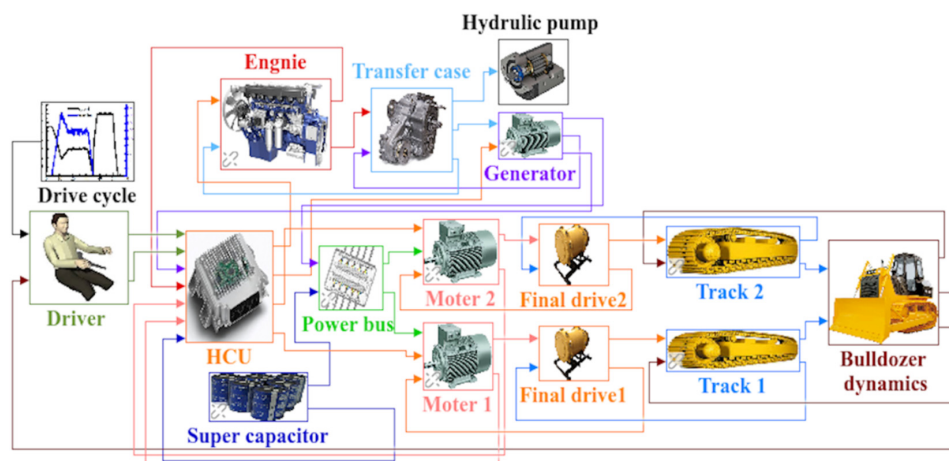 Hydrulic pump
Engnie
Transfer case
Generator
Drive cycle
Driver
HCU
Power bus
Moter 2
Final drive2
Track 2
Moter 1
Final drive1
Track 1
Bulldozer
dynamics
Super capacitor